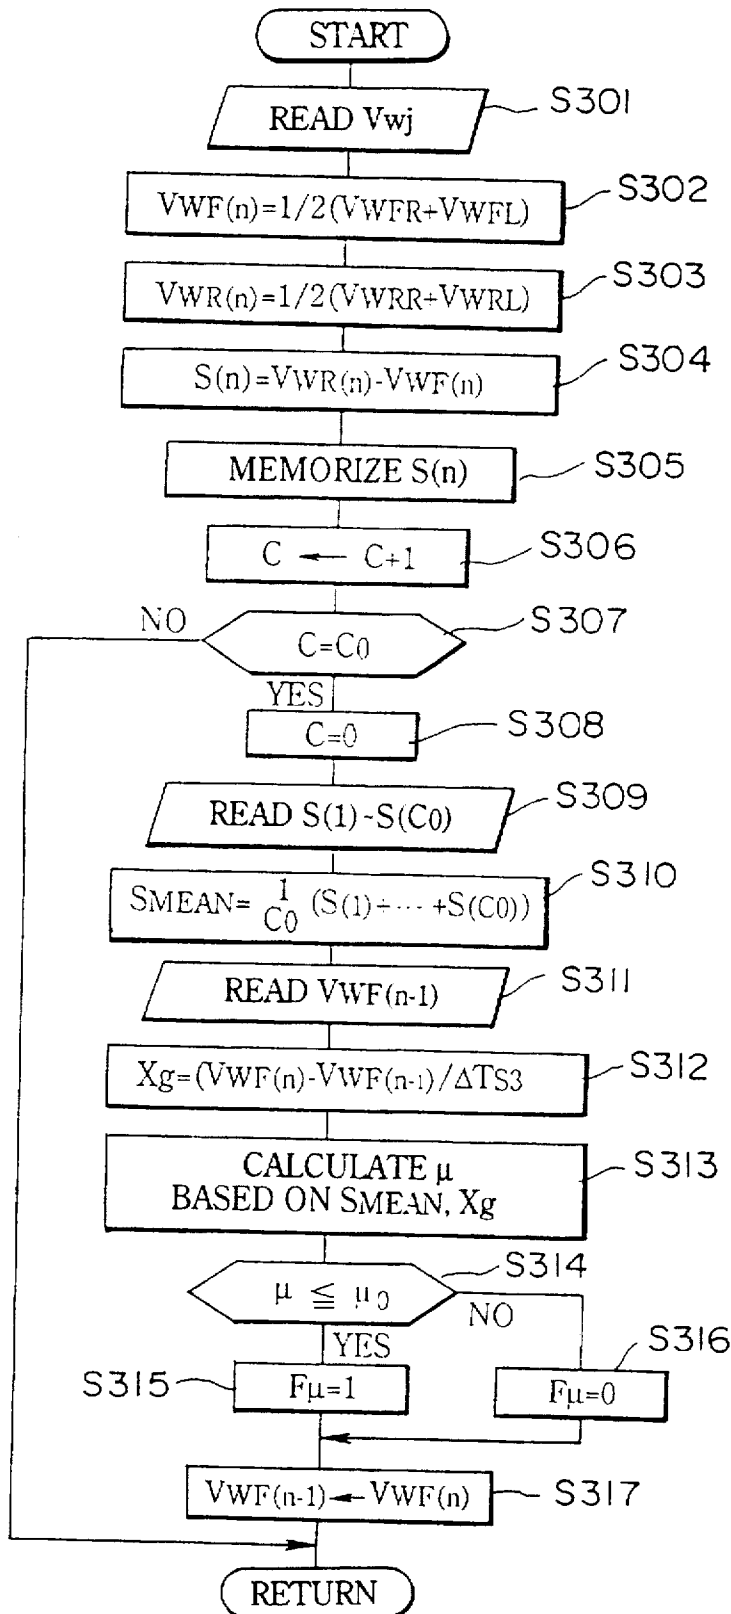 START
READ Vwj
S301
VWF(n)=1/2(VWFR+VWFL)
S302
VWR(n)=1/2(VWRR+VWRL)
S303
S(n)=VWR(n)-VWF(n)
S304
MEMORIZE S(n)
S305
C ← C+1
S306
NO
C=C0
S307
YES
C=0
S308
READ S(1)~S(C0)
S309
SMEAN= 1/C0 (S(1)+··· +S(C0))
S310
READ VWF(n-1)
S311
Xg=(VWF(n)-VWF(n-1)/ΔTS3
S312
CALCULATE μ
BASED ON SMEAN, Xg
S313
μ ≦ μ0
S314
NO
YES
S315
Fμ=1
Fμ=0
S316
VWF(n-1)←VWF(n)
S317
RETURN